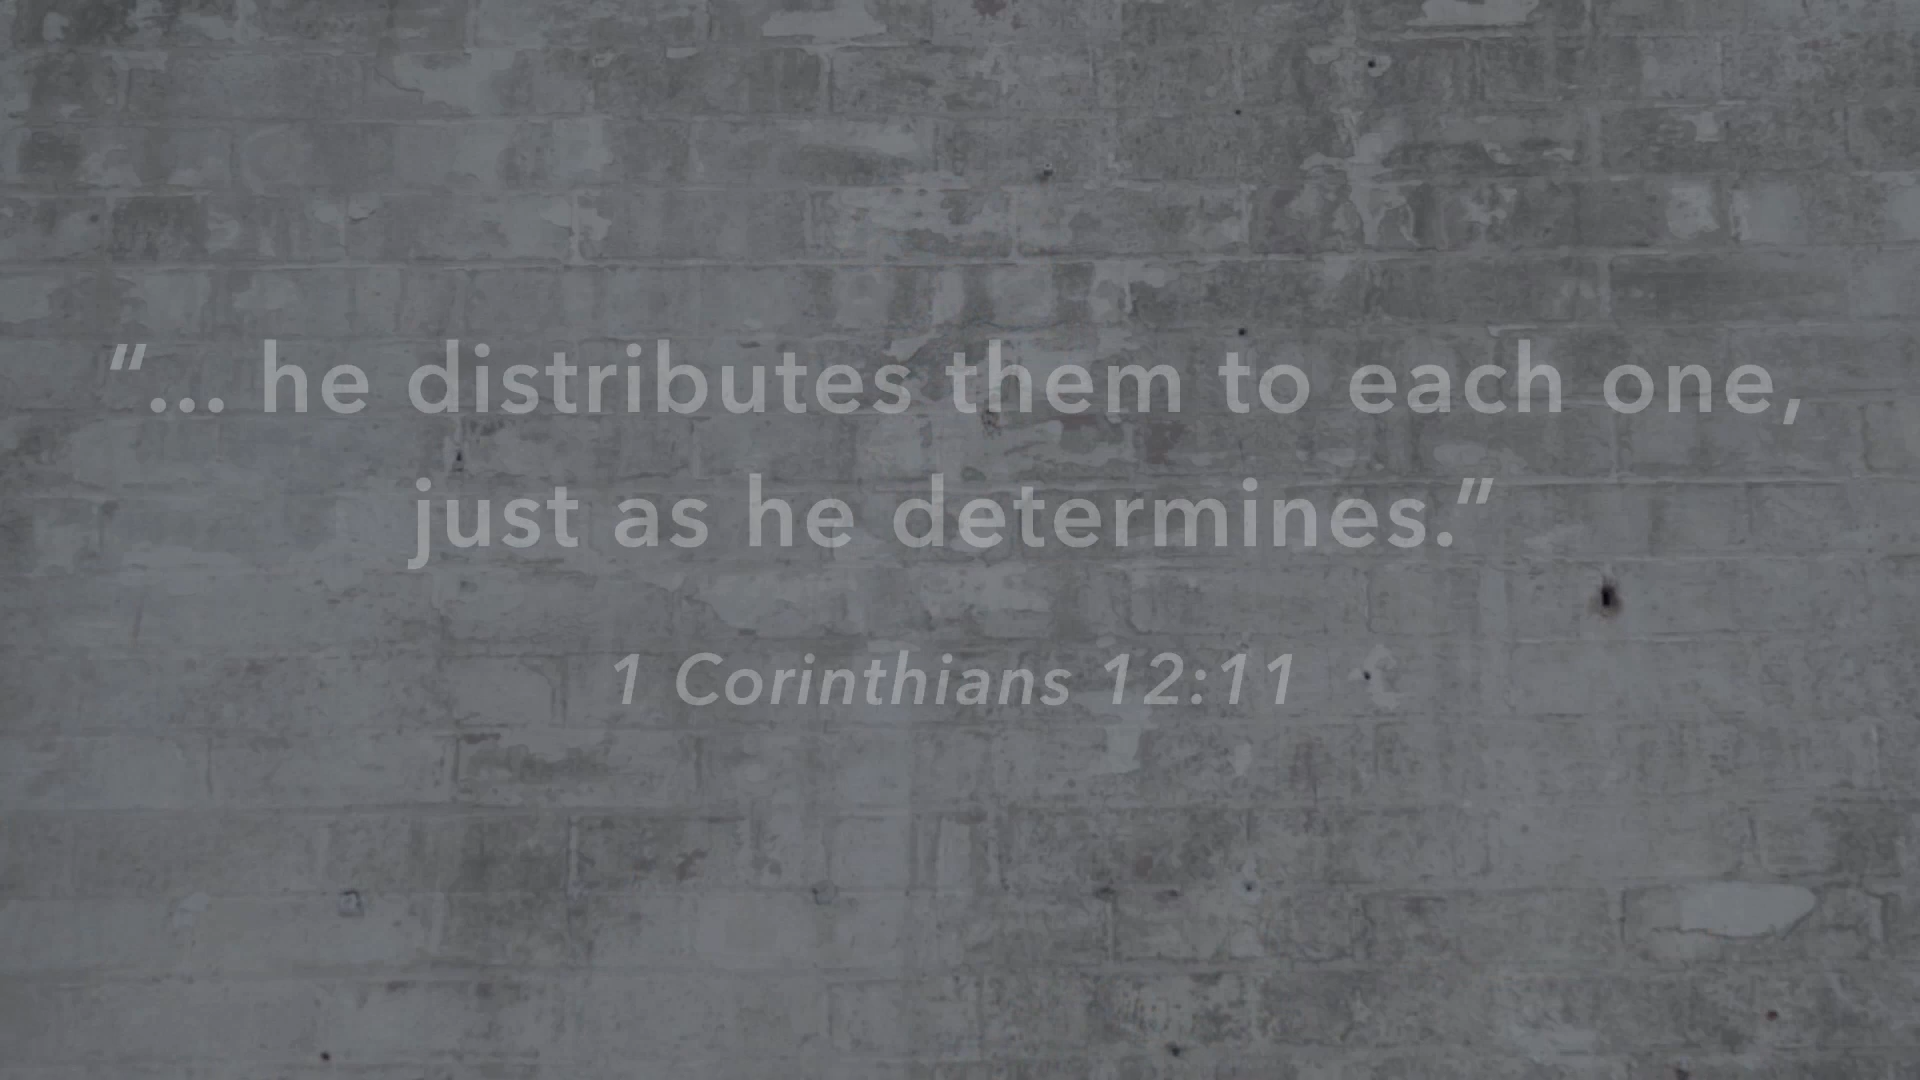 “... he distributes them to each one,
just as he determines.”
1 Corinthians 12:11